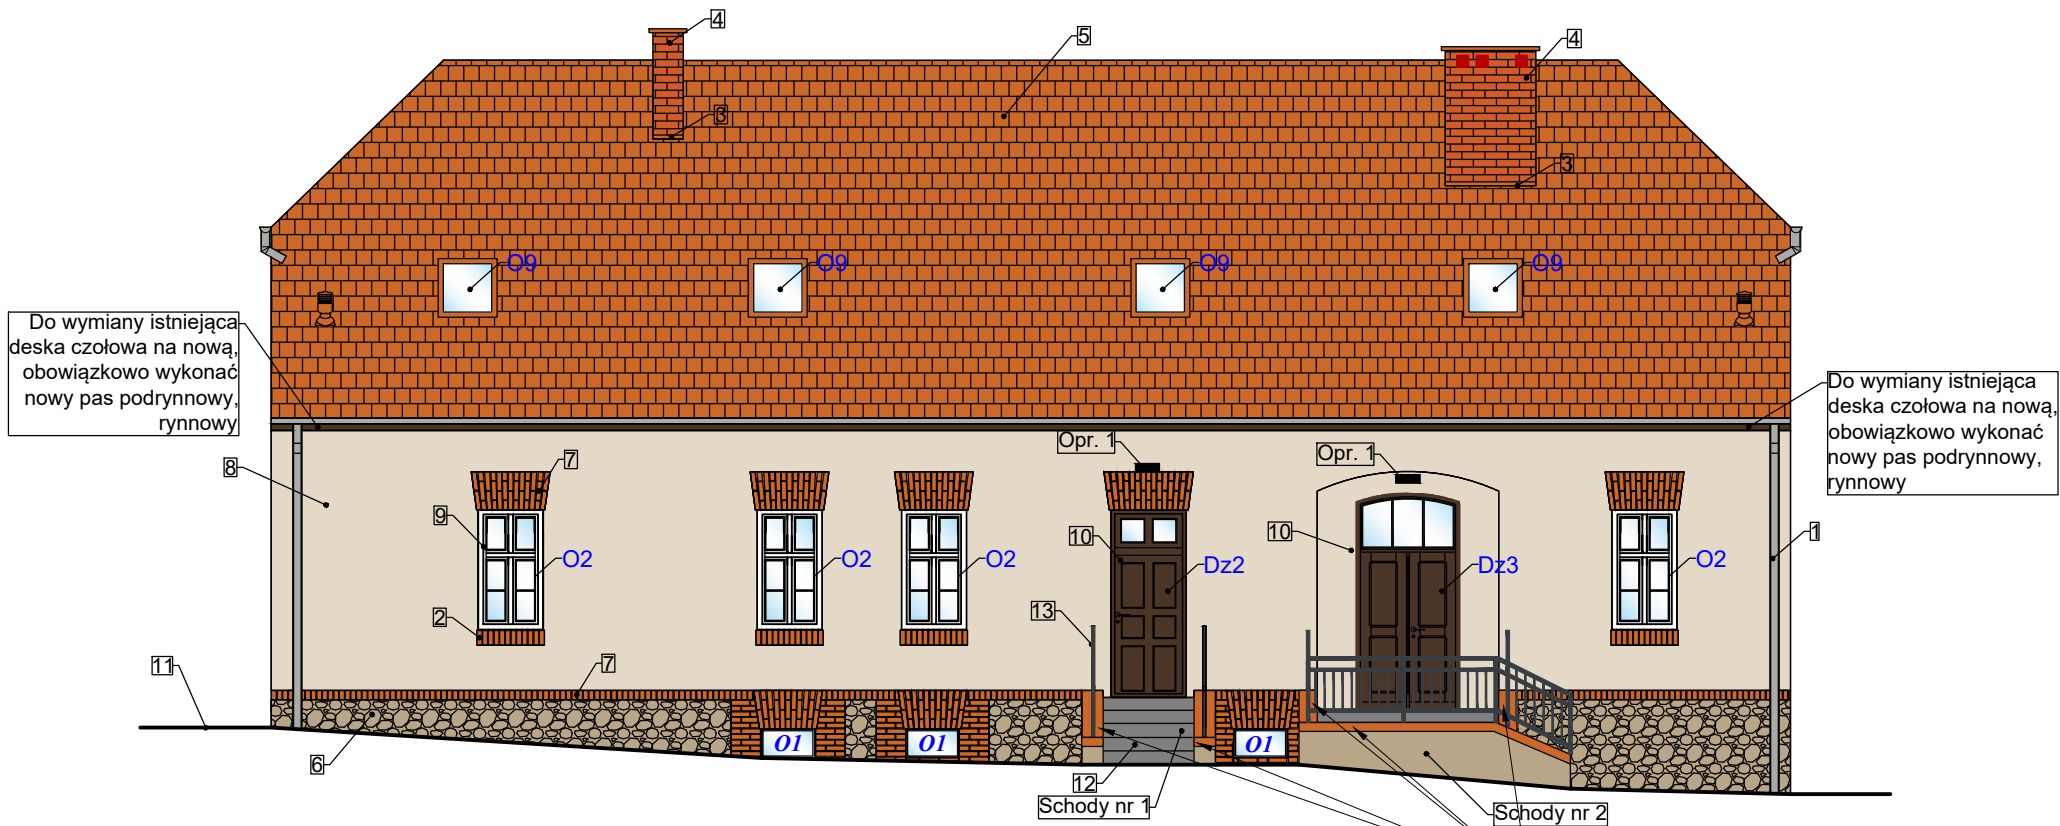 4
5
4
3
3
O9
O9
O9
O9
Do wymiany istniejąca
deska czołowa na nową,
obowiązkowo wykonać
nowy pas podrynnowy,
rynnowy
Do wymiany istniejąca
deska czołowa na nową,
obowiązkowo wykonać
nowy pas podrynnowy,
rynnowy
Opr. 1
Opr. 1
8
7
9
10
10
1
O2
O2
O2
Dz2
Dz3
O2
2
13
11
7
6
O1
O1
O1
12
Schody nr 1
Schody nr 2